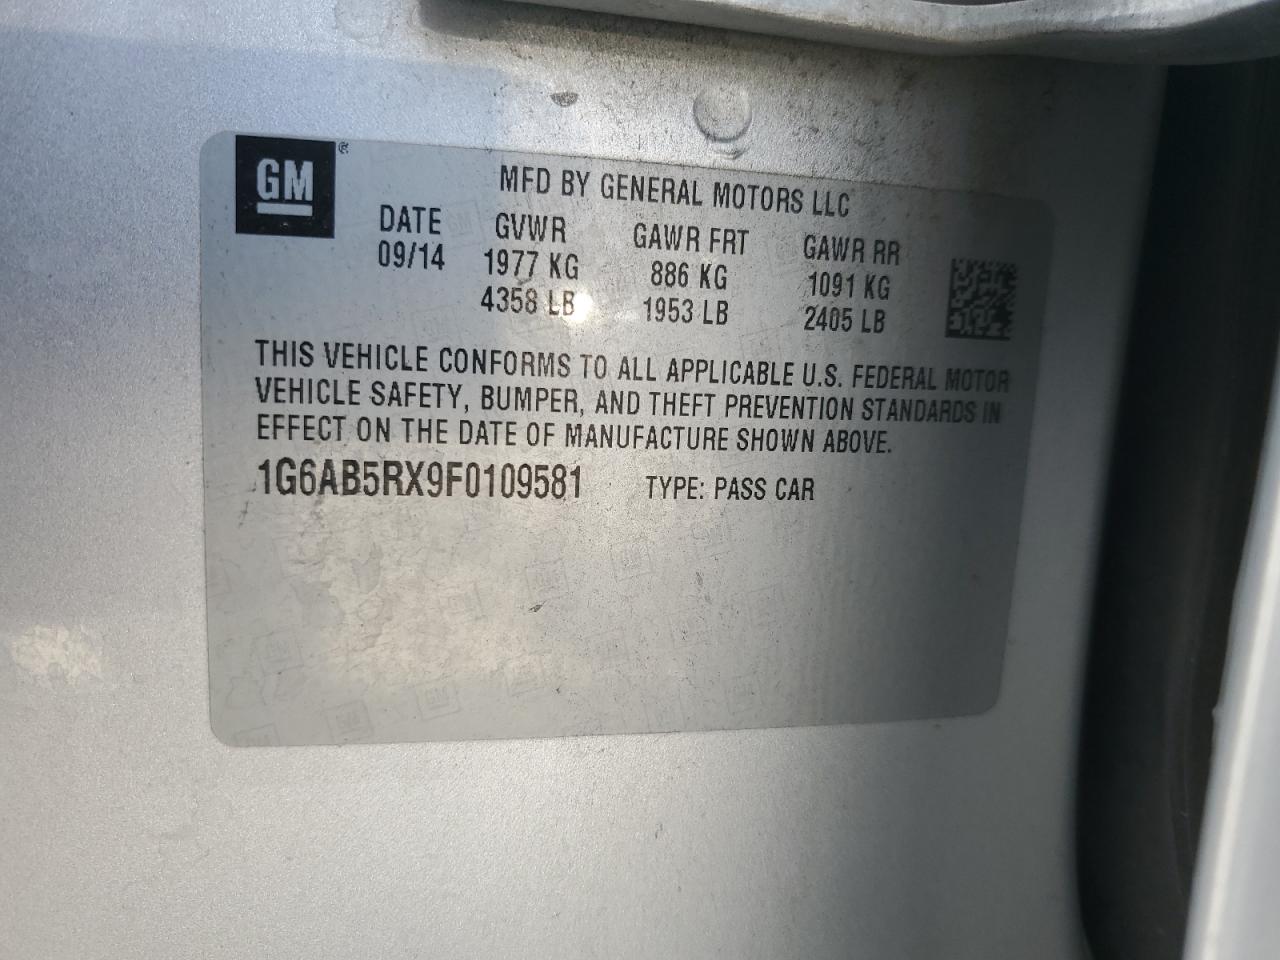 GM
MFD BY GENERAL MOTORS LLC
DATE GVWR GAWR FRT GAWR RR
09/14 1977 KG 886 KG 1091 KG
4358 LB 1953 LB 2405 LB
THIS VEHICLE CONFORMS TO ALL APPLICABLE U.S. FEDERAL MOTOR
VEHICLE SAFETY, BUMPER, AND THEFT PREVENTION STANDARDS IN
EFFECT ON THE DATE OF MANUFACTURE SHOWN ABOVE.
1G6AB5RX9F0109581 TYPE: PASS CAR